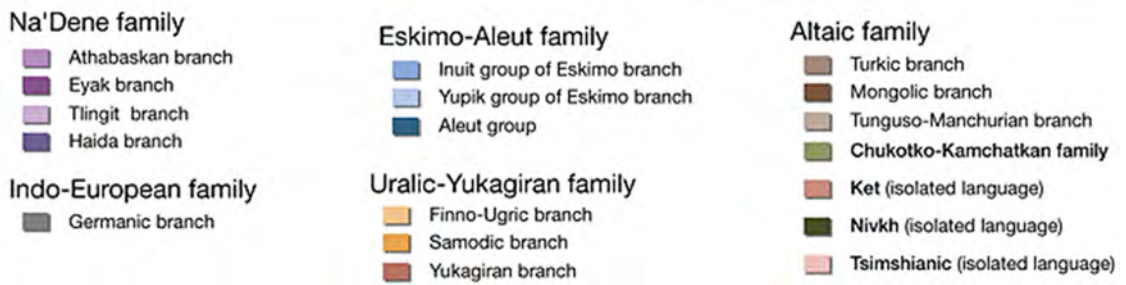 Na'Dene family
Athabaskan branch
Eyak branch
Tlingit branch
Haida branch
Indo-European family
Germanic branch
Eskimo-Aleut family
Inuit group of Eskimo branch
Yupik group of Eskimo branch
Aleut group
Uralic-Yukagiran family
Finno-Ugric branch
Samodic branch
Yukagiran branch
Altaic family
Turkic branch
Mongolic branch
Tunguso-Manchurian branch
Chukotko-Kamchatkan family
Ket (isolated language)
Nivkh (isolated language)
Tsimshianic (isolated language)